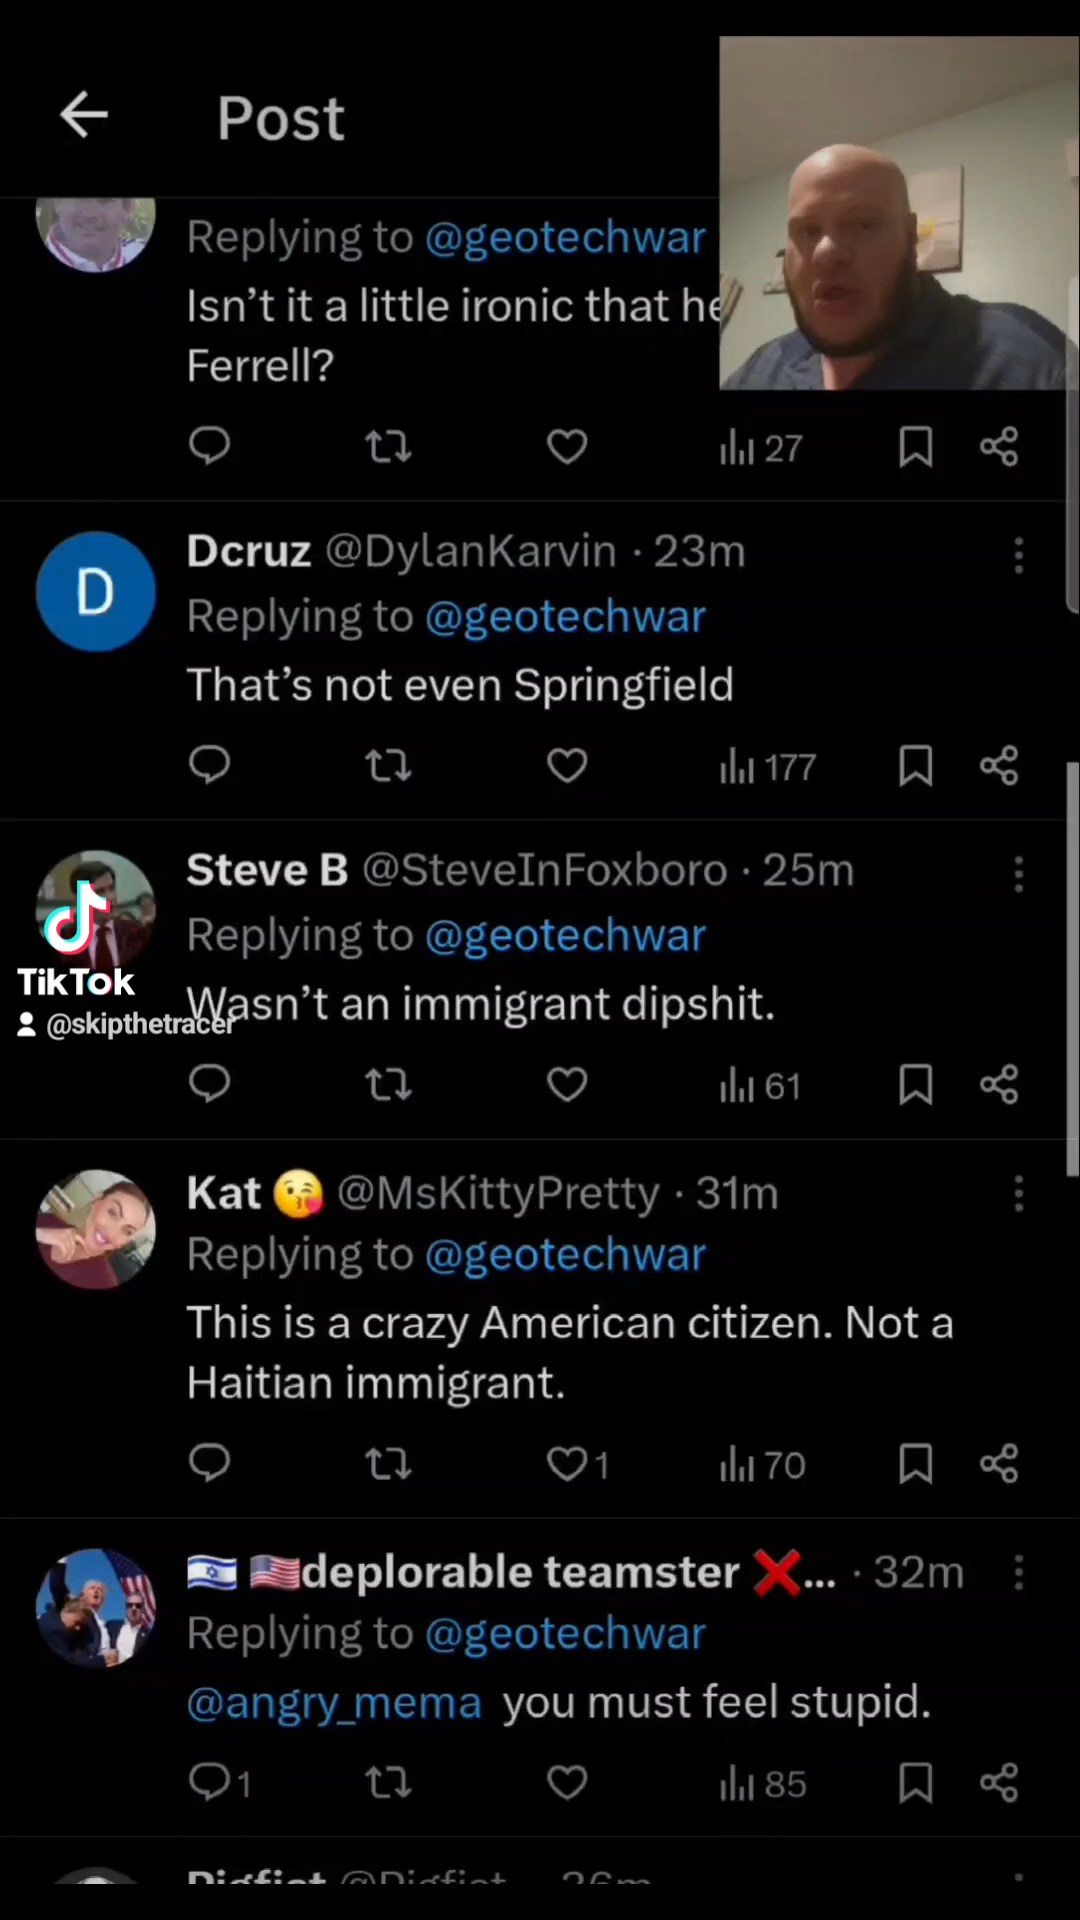 Post
Replying to @geotechwar
Isn’t it a little ironic that he
Ferrell?
27
D
Dcruz @DylanKarvin · 23m
Replying to @geotechwar
That’s not even Springfield
177
Steve B @SteveInFoxboro · 25m
Replying to @geotechwar
TikTok
Wasn’t an immigrant dipshit.
@skipthetracer
61
Kat 😘 @MsKittyPretty · 31m
Replying to @geotechwar
This is a crazy American citizen. Not a
Haitian immigrant.
1 70
🇮🇱 🇺🇸deplorable teamster ❌... · 32m
Replying to @geotechwar
@angry_mema you must feel stupid.
1 85